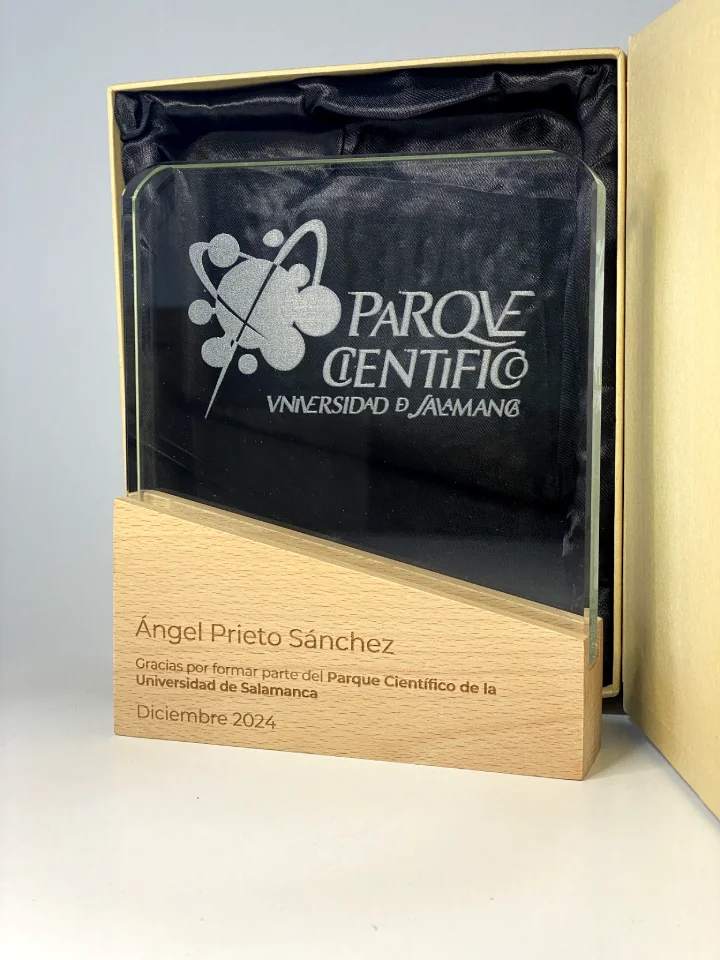 PARQVE
CIENTIFICO
VNIVERSIDAD D SALAMANCA
Ángel Prieto Sánchez
Gracias por formar parte del Parque Científico de la
Universidad de Salamanca
Diciembre 2024